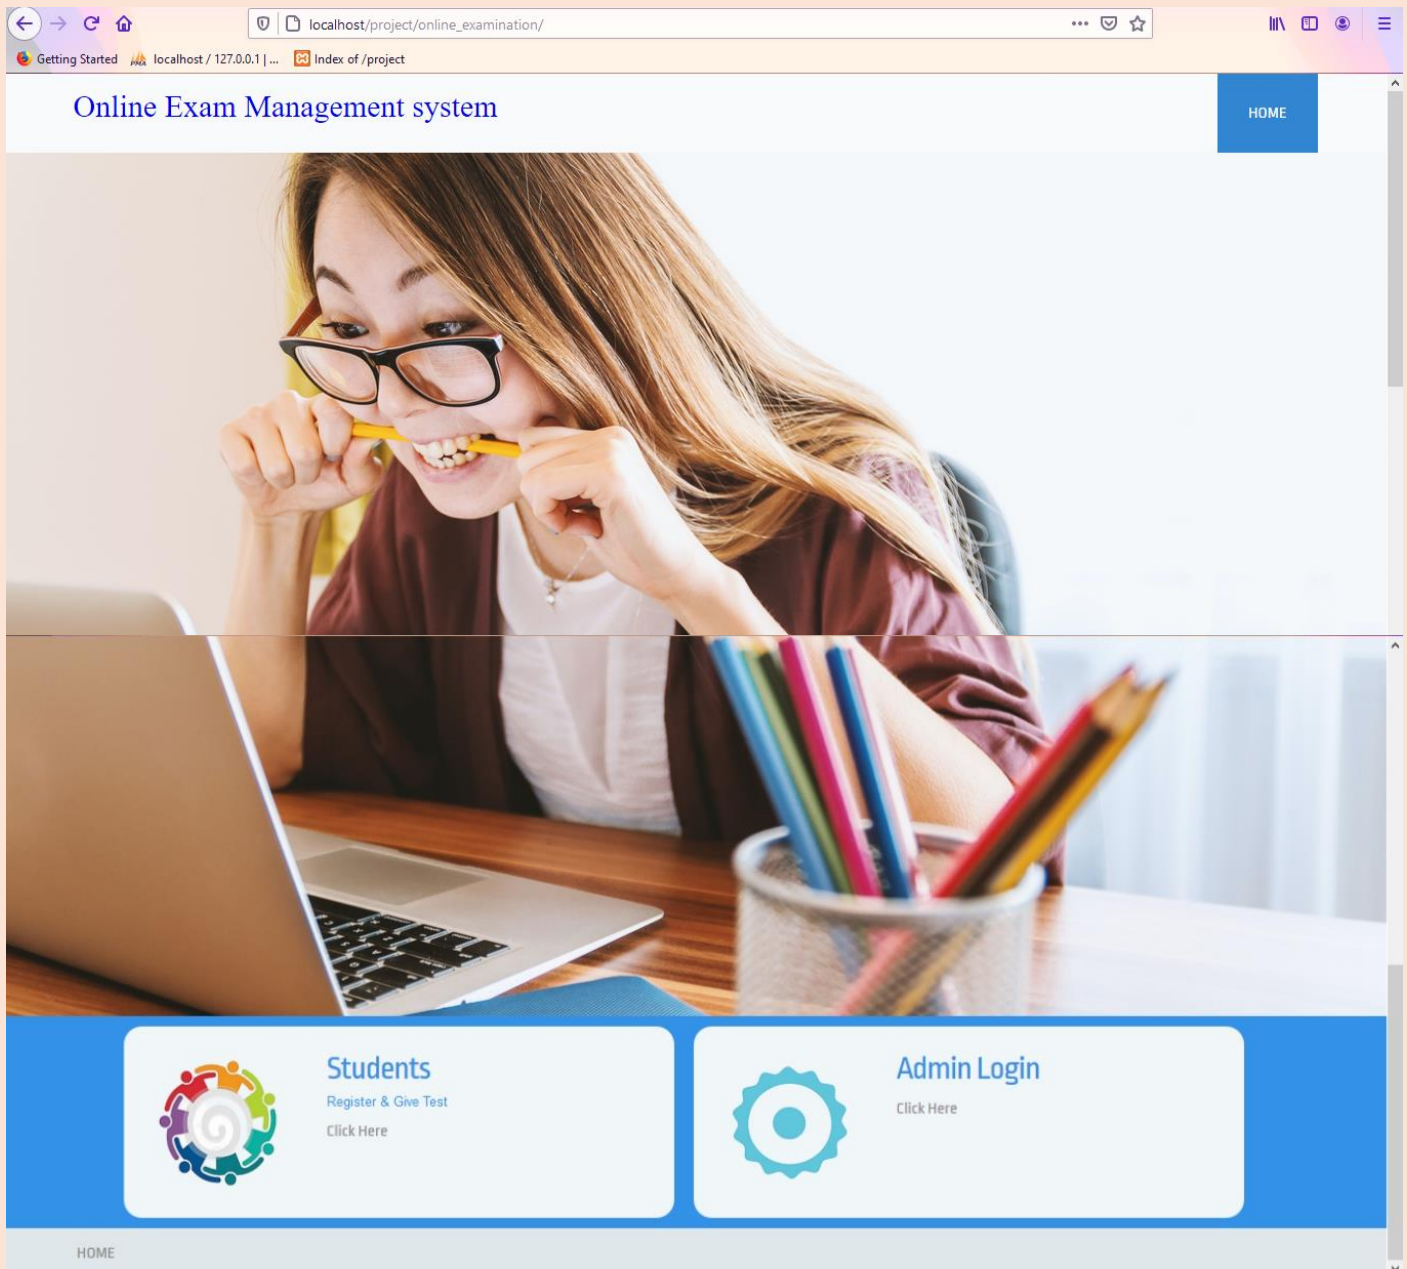 localhost/project/online_examination/
Getting Started localhost / 127.0.0.1 | ... Index of /project
Online Exam Management system
HOME
Students
Register & Give Test
Click Here
Admin Login
Click Here
HOME